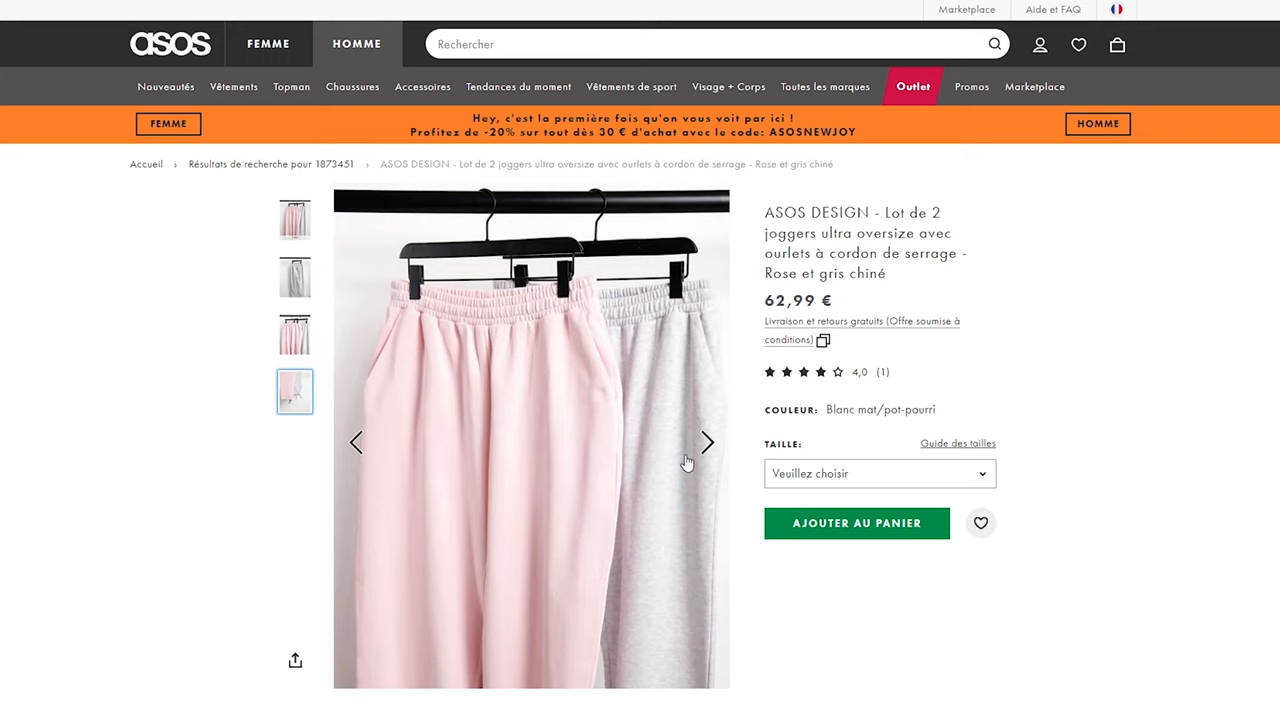 Marketplace
Aide et FAQ
asos
FEMME
HOMME
Rechercher
Nouveautés
Vêtements
Topman
Chaussures
Accessoires
Tendances du moment
Vêtements de sport
Visage + Corps
Toutes les marques
Outlet
Promos
Marketplace
FEMME
Hey, c'est la première fois qu'on vous voit par ici !
Profitez de -20% sur tout dès 30 € d'achat avec le code: ASOSNEWJOY
HOMME
Accueil › Résultats de recherche pour 1873451 › ASOS DESIGN - Lot de 2 joggers ultra oversize avec ourlets à cordon de serrage - Rose et gris chiné
ASOS DESIGN - Lot de 2
joggers ultra oversize avec
ourlets à cordon de serrage -
Rose et gris chiné
62,99 €
Livraison et retours gratuits (Offre soumise à
conditions)
4,0 (1)
COULEUR: Blanc mat/pot-pourri
TAILLE:
Guide des tailles
Veuillez choisir
AJOUTER AU PANIER